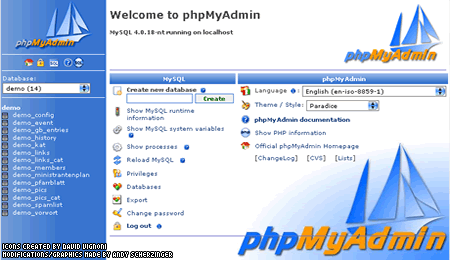 phpMyAdmin
Database:
demo (14)
demo
demo_config
demo_event
demo_gb_entries
demo_history
demo_kat
demo_links
demo_links_cat
demo_members
demo_ministrantenplan
demo_pfarrblatt
demo_pics
demo_pics_cat
demo_spamlist
demo_vorwort
ICONS CREATED BY DAVID VIGNONI
MODIFICATIONS/GRAPHICS MADE BY ANDY SCHERZINGER
Welcome to phpMyAdmin
MySQL 4.0.18-nt running on localhost
phpMyAdmin
MySQL
Create new database
Create
Show MySQL runtime
information
Show MySQL system variables
Show processes
Reload MySQL
Privileges
Databases
Export
Change password
Log out
phpMyAdmin
Language :
English (en-iso-8859-1)
Theme / Style:
Paradice
phpMyAdmin documentation
Show PHP information
Official phpMyAdmin Homepage
[ChangeLog] [CVS] [Lists]
phpMyAdmin